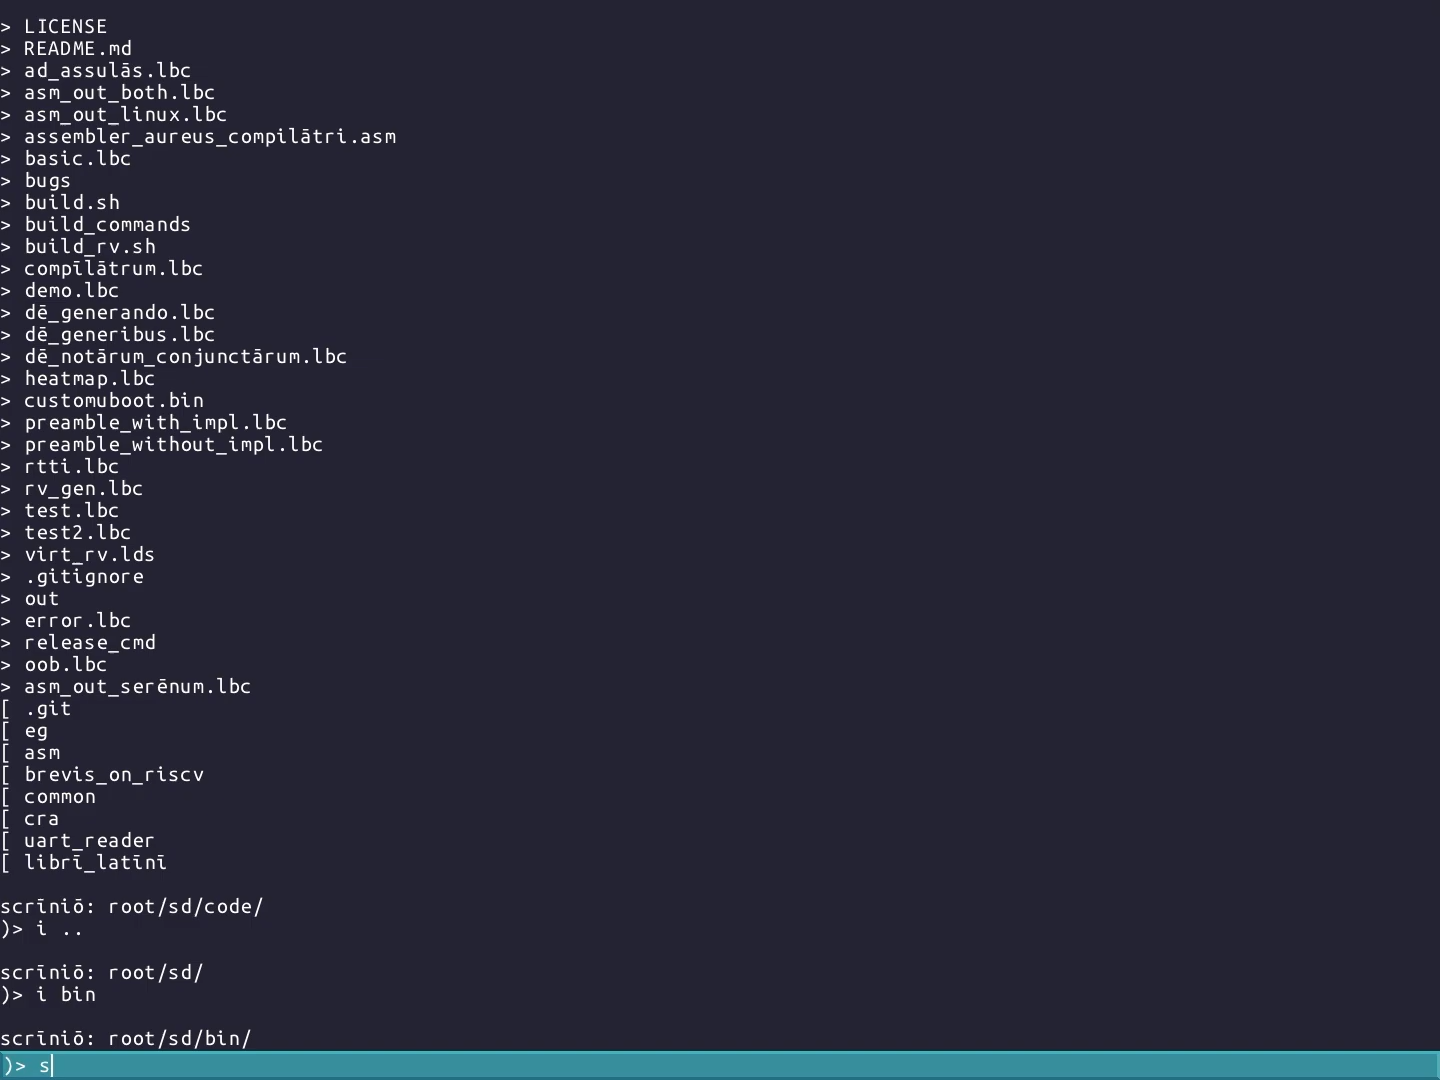 > LICENSE
> README.md
> ad_assulās.lbc
> asm_out_both.lbc
> asm_out_linux.lbc
> assembler_aureus_compilātri.asm
> basic.lbc
> bugs
> build.sh
> build_commands
> build_rv.sh
> compīlātrum.lbc
> demo.lbc
> dē_generando.lbc
> dē_generibus.lbc
> dē_notārum_conjunctārum.lbc
> heatmap.lbc
> customuboot.bin
> preamble_with_impl.lbc
> preamble_without_impl.lbc
> rtti.lbc
> rv_gen.lbc
> test.lbc
> test2.lbc
> virt_rv.lds
> .gitignore
> out
> error.lbc
> release_cmd
> oob.lbc
> asm_out_serēnum.lbc
[ .git
[ eg
[ asm
[ brevis_on_riscv
[ common
[ cra
[ uart_reader
[ librī_latīnī
scrīniō: root/sd/code/
)> i ..
scrīniō: root/sd/
)> i bin
scrīniō: root/sd/bin/
)> s